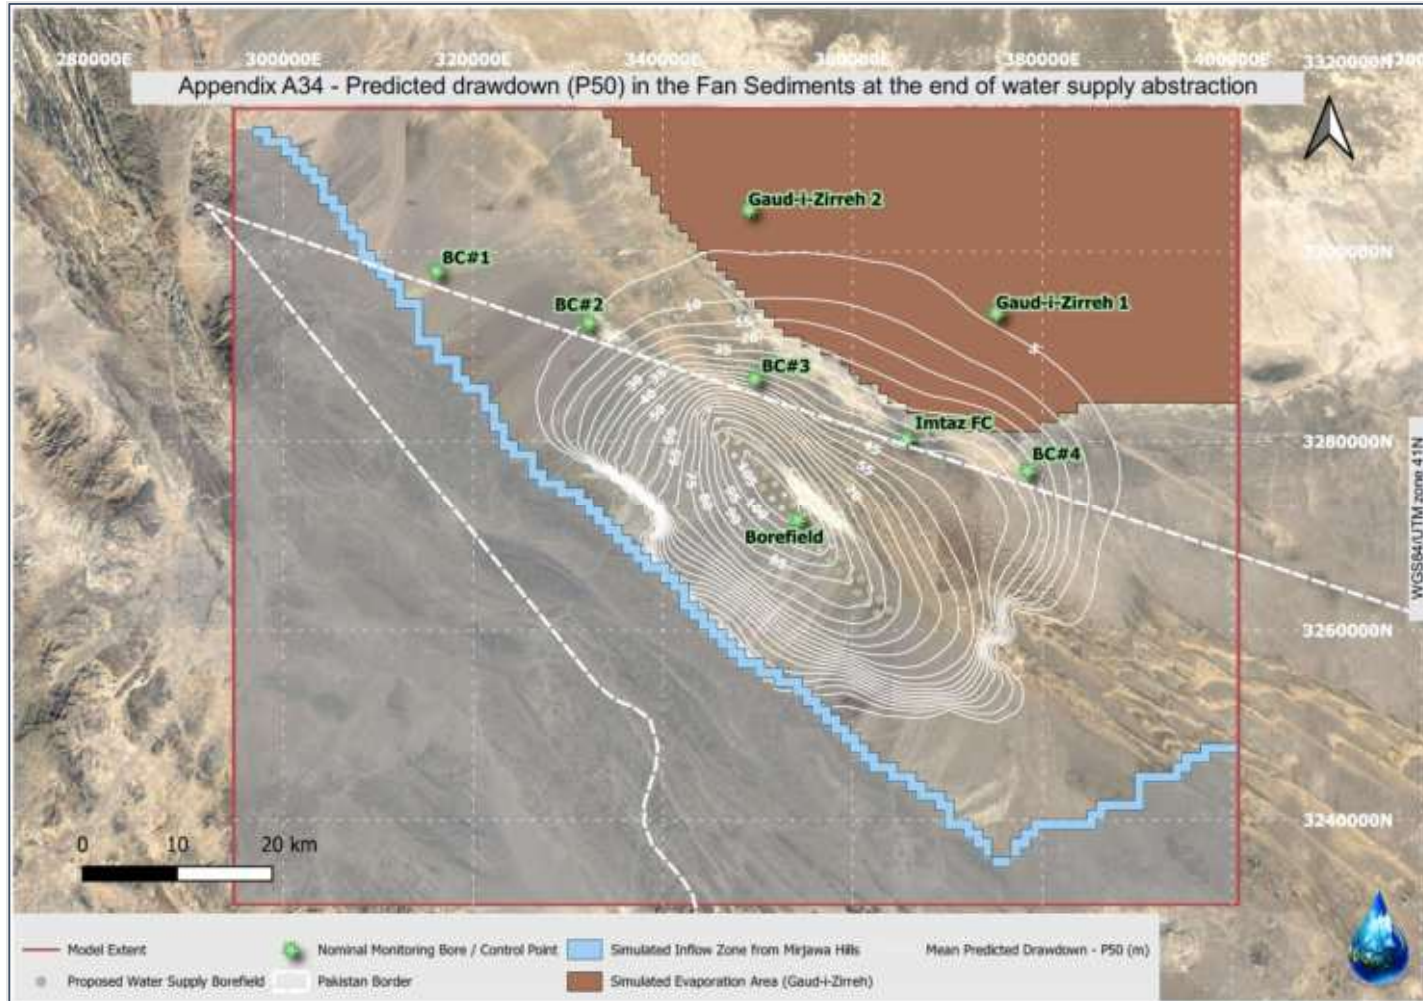 280000E 300000E 320000E 340000E 360000E 380000E 400000E 3320000N
Appendix A34 - Predicted drawdown (P50) in the Fan Sediments at the end of water supply abstraction
Gaud-i-Zirreh 2
3300000N
BC#1
Gaud-i-Zirreh 1
BC#2
10
5
BC#3
Imtaz FC
3280000N
BC#4
Borefield
WGS84/UTM zone 41N
3260000N
3240000N
0 10 20 km
Model Extent
Nominal Monitoring Bore / Control Point
Simulated Inflow Zone from Mirjawa Hills
Mean Predicted Drawdown - P50 (m)
Proposed Water Supply Borefield
Pakistan Border
Simulated Evaporation Area (Gaud-i-Zirreh)